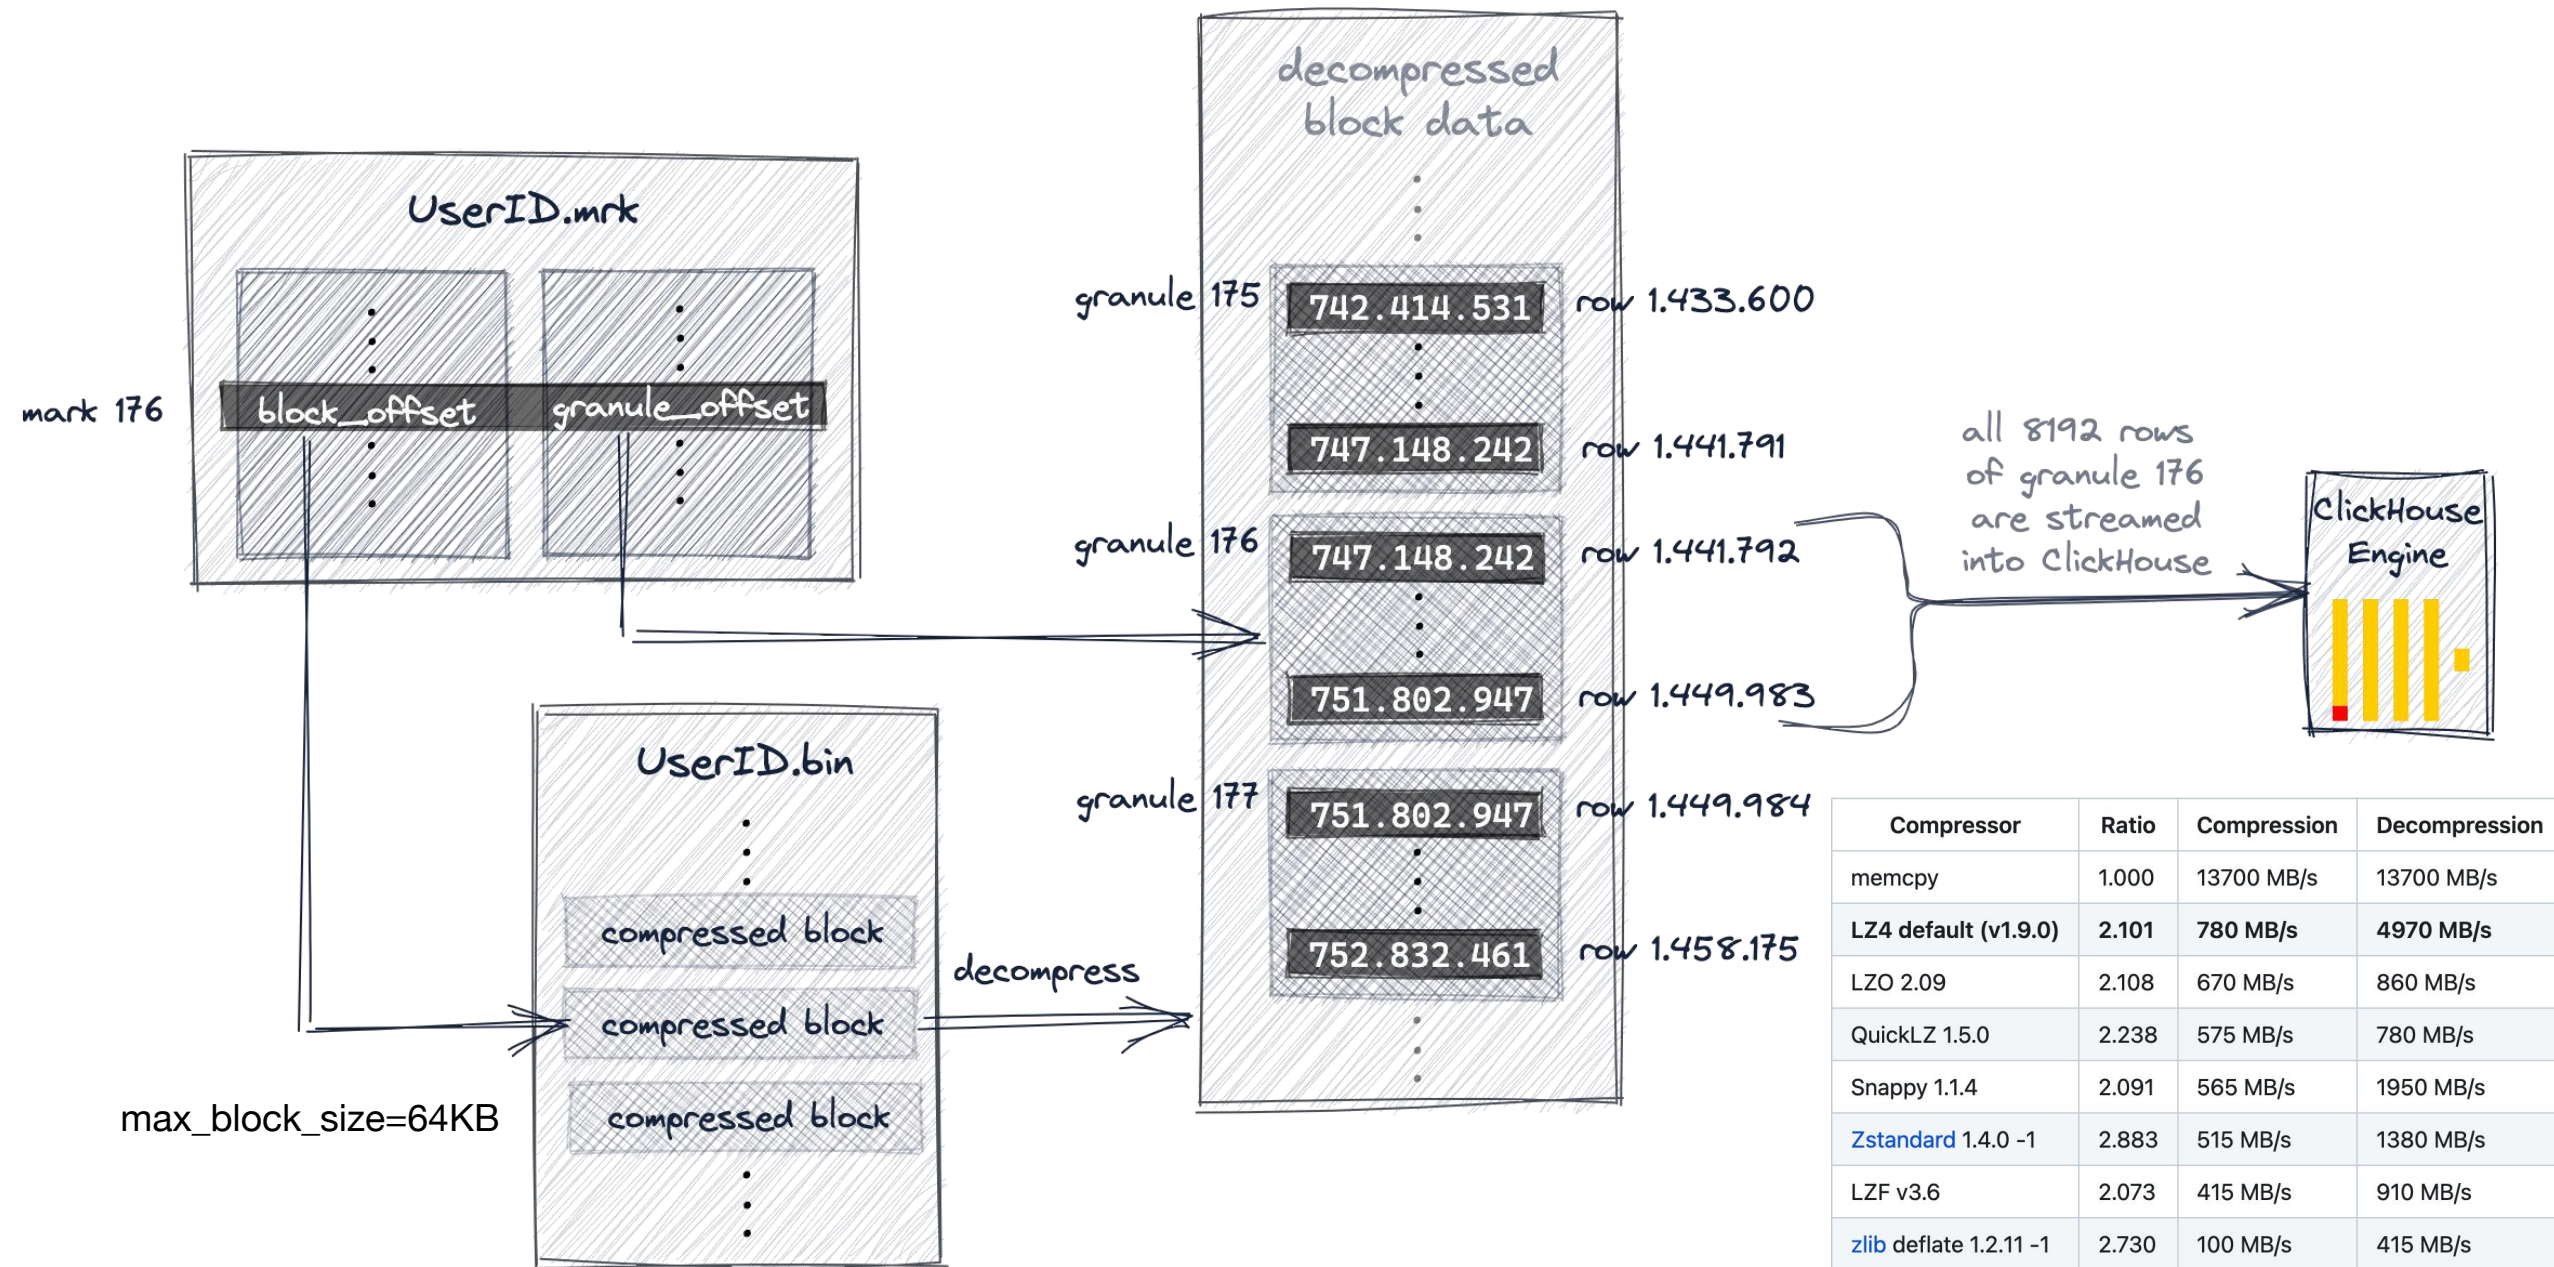 UserID.mrk
mark 176
block_offset
granule_offset
UserID.bin
compressed block
compressed block
compressed block
max_block_size=64KB
decompress
decompressed
block data
granule 175
742.414.531
row 1.433.600
747.148.242
row 1.441.791
granule 176
747.148.242
row 1.441.792
751.802.947
row 1.449.983
granule 177
751.802.947
row 1.449.984
752.832.461
row 1.458.175
all 8192 rows
of granule 176
are streamed
into ClickHouse
ClickHouse
Engine
Compressor Ratio Compression Decompression
memcpy 1.000 13700 MB/s 13700 MB/s
LZ4 default (v1.9.0) 2.101 780 MB/s 4970 MB/s
LZO 2.09 2.108 670 MB/s 860 MB/s
QuickLZ 1.5.0 2.238 575 MB/s 780 MB/s
Snappy 1.1.4 2.091 565 MB/s 1950 MB/s
Zstandard 1.4.0 -1 2.883 515 MB/s 1380 MB/s
LZF v3.6 2.073 415 MB/s 910 MB/s
zlib deflate 1.2.11 -1 2.730 100 MB/s 415 MB/s